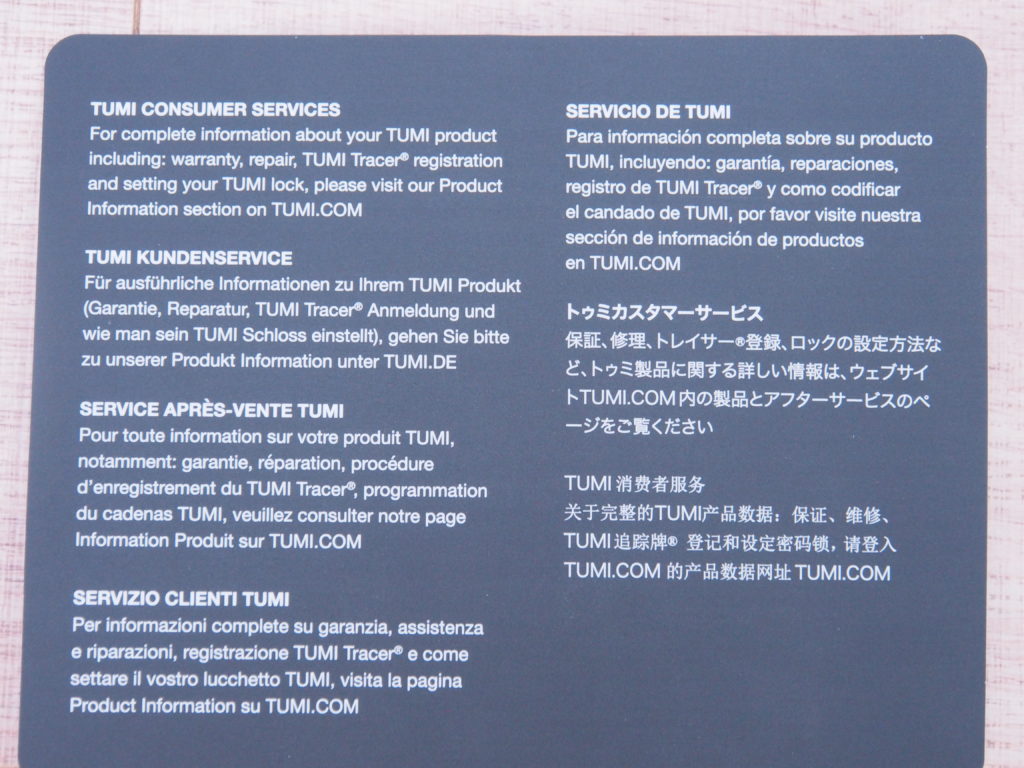 TUMI CONSUMER SERVICES
For complete information about your TUMI product
including: warranty, repair, TUMI Tracer® registration
and setting your TUMI lock, please visit our Product
Information section on TUMI.COM
TUMI KUNDENSERVICE
Für ausführliche Informationen zu Ihrem TUMI Produkt
(Garantie, Reparatur, TUMI Tracer® Anmeldung und
wie man sein TUMI Schloss einstellt), gehen Sie bitte
zu unserer Produkt Information unter TUMI.DE
SERVICE APRÈS-VENTE TUMI
Pour toute information sur votre produit TUMI,
notamment: garantie, réparation, procédure
d'enregistrement du TUMI Tracer®, programmation
du cadenas TUMI, veuillez consulter notre page
Information Produit sur TUMI.COM
SERVIZIO CLIENTI TUMI
Per informazioni complete su garanzia, assistenza
e riparazioni, registrazione TUMI Tracer® e come
settare il vostro lucchetto TUMI, visita la pagina
Product Information su TUMI.COM
SERVICIO DE TUMI
Para información completa sobre su producto
TUMI, incluyendo: garantía, reparaciones,
registro de TUMI Tracer® y como codificar
el candado de TUMI, por favor visite nuestra
sección de información de productos
en TUMI.COM
トゥミカスタマーサービス
保証、修理、トレイサー®登録、ロックの設定方法な
ど、トゥミ製品に関する詳しい情報は、ウェブサイ
トTUMI.COM内の製品とアフターサービスのペ
ージをご覧ください
TUMI 消费者服务
关于完整的TUMI产品数据：保证、维修、
TUMI 追踪牌® 登记和设定密码锁，请登入
TUMI.COM 的产品数据网址 TUMI.COM